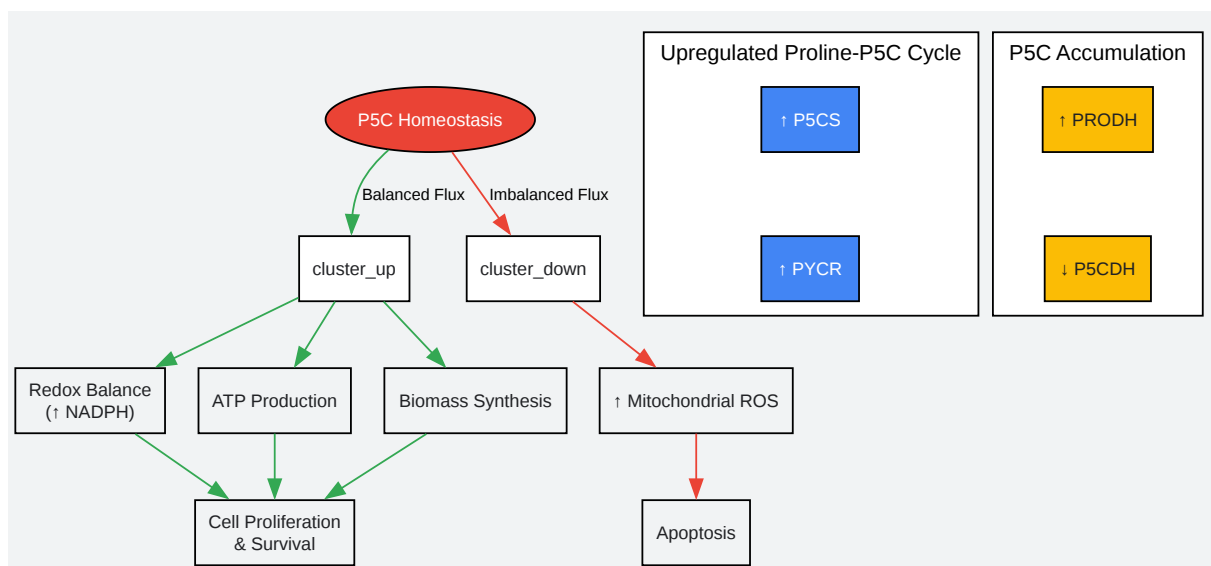 Upregulated Proline-P5C Cycle
P5C Accumulation
P5C Homeostasis
↑ P5CS
↑ PRODH
Balanced Flux
Imbalanced Flux
cluster_up
cluster_down
↑ PYCR
↓ P5CDH
Redox Balance
(↑ NADPH)
ATP Production
Biomass Synthesis
↑ Mitochondrial ROS
Cell Proliferation
& Survival
Apoptosis